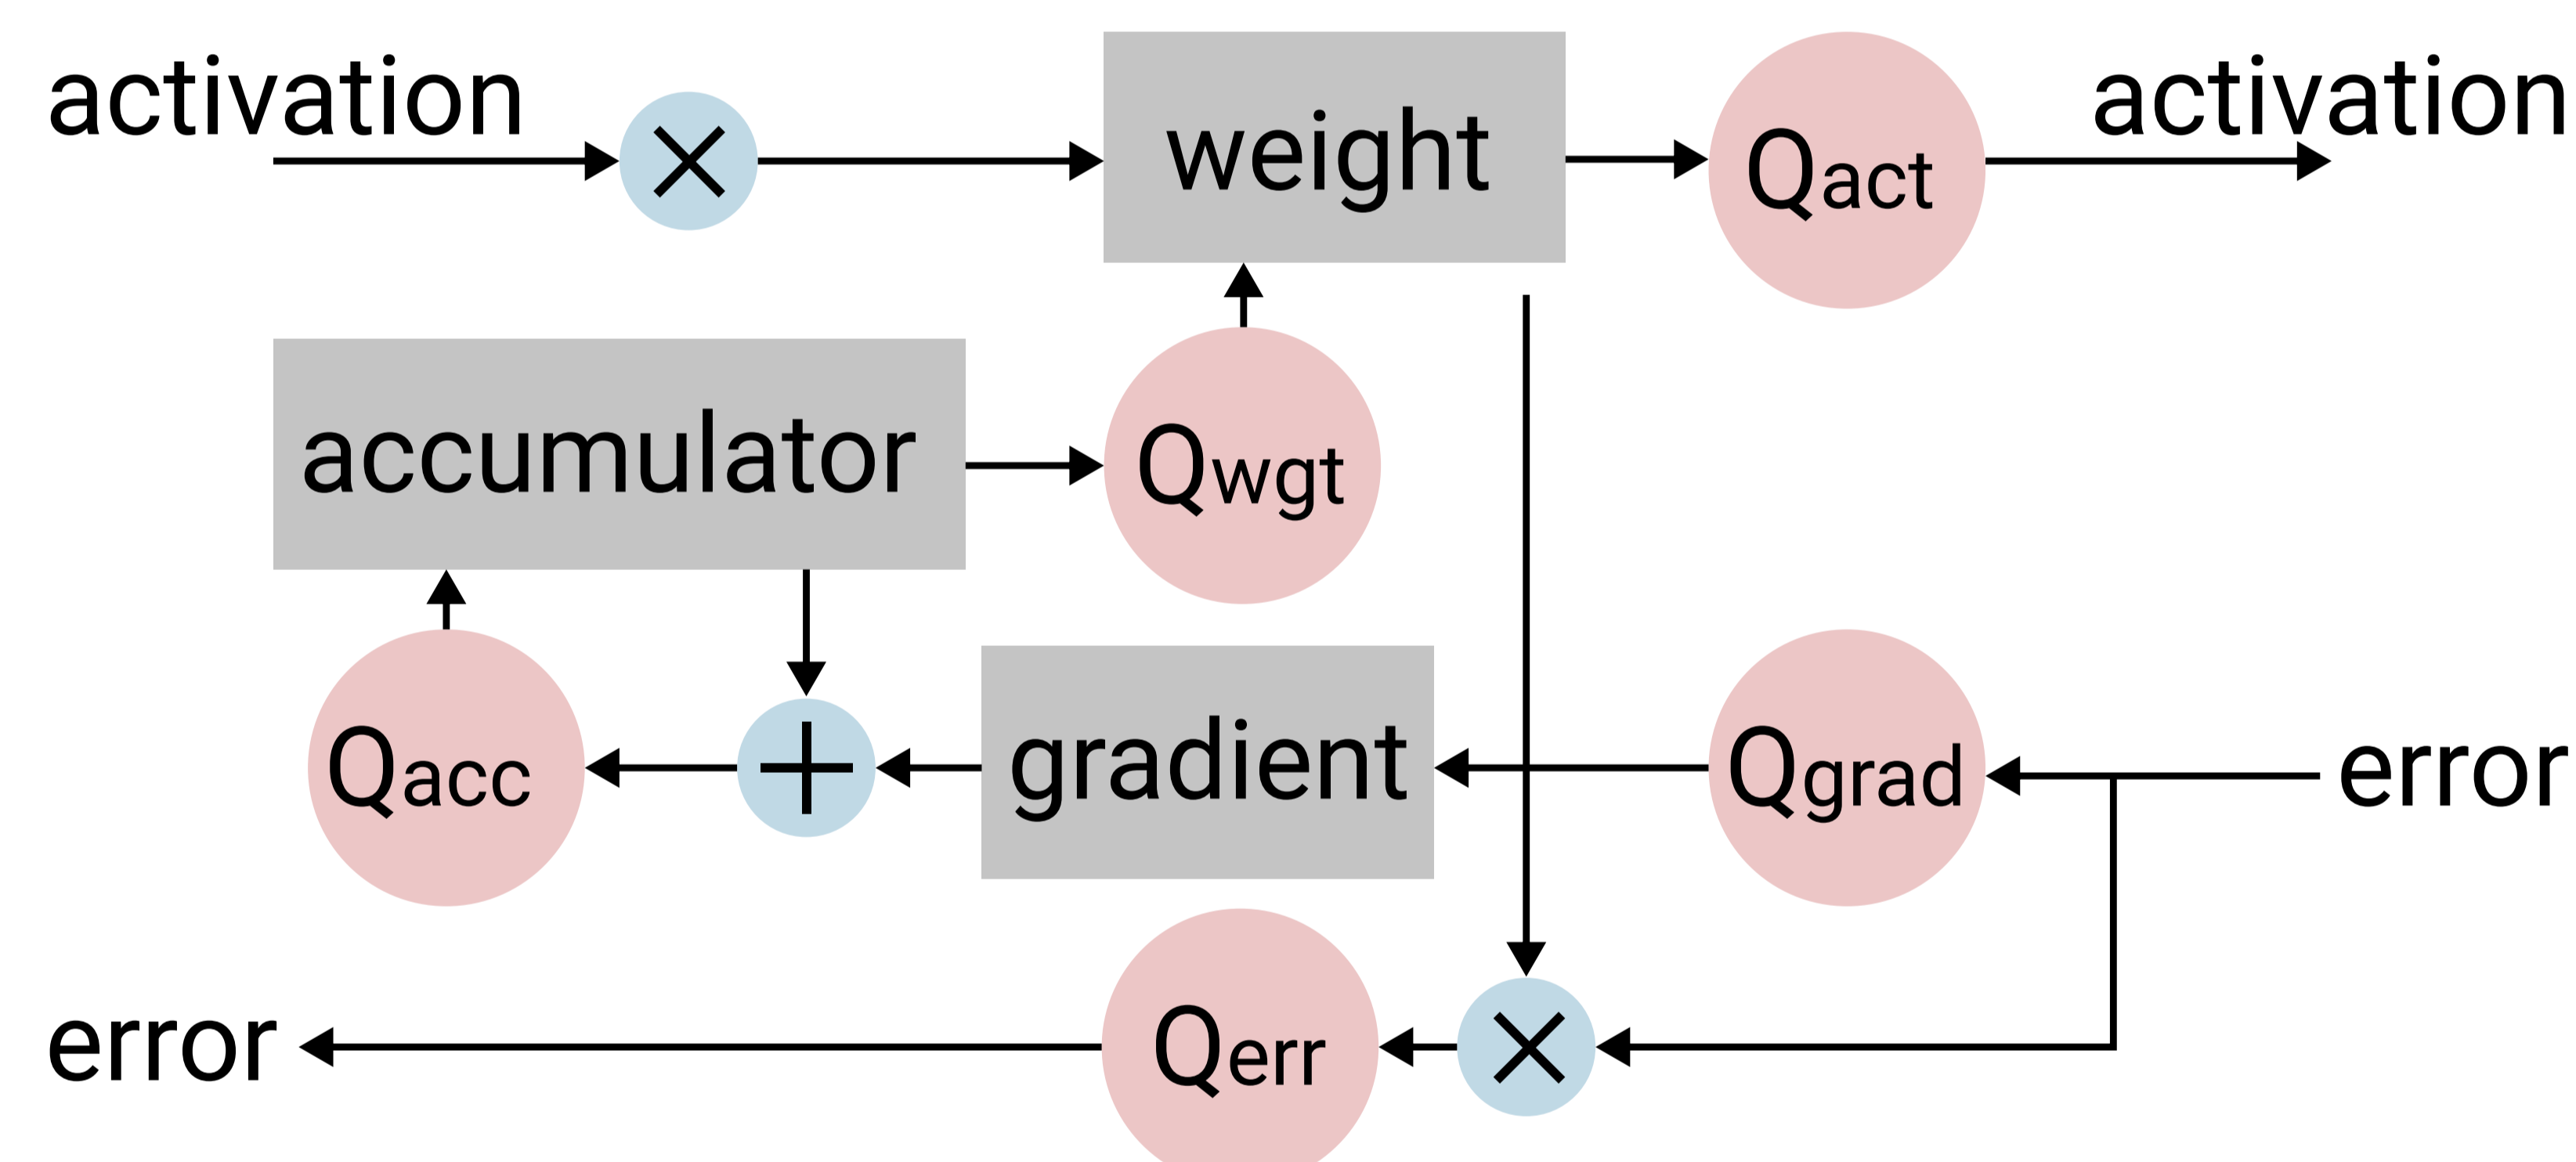 activation
×
weight
Qact
activation
accumulator
Qwgt
Qacc
+
gradient
Qgrad
error
error
Qerr
×